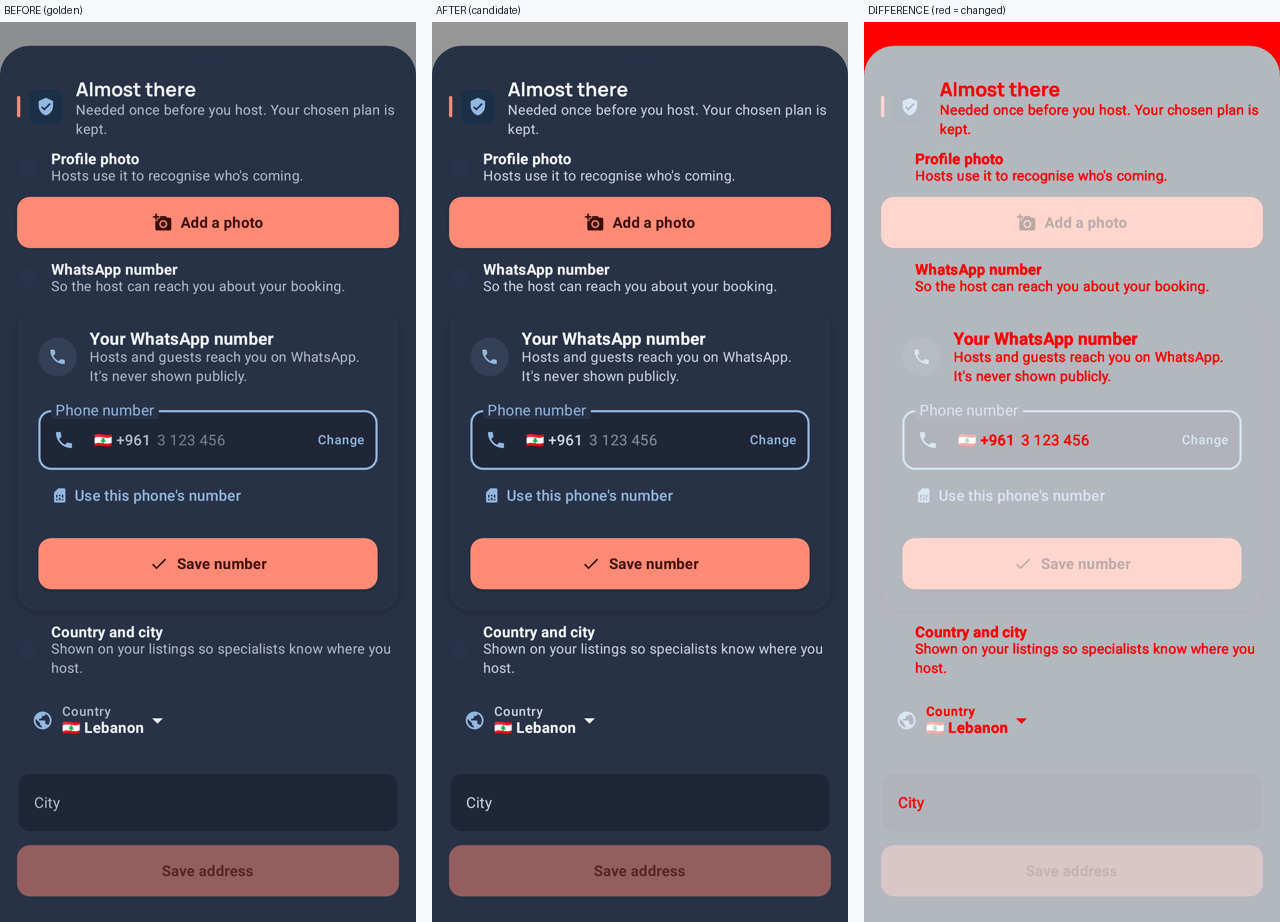 BEFORE (golden)
Almost there
Needed once before you host. Your chosen plan is
kept.
Profile photo
Hosts use it to recognise who's coming.
Add a photo
WhatsApp number
So the host can reach you about your booking.
Your WhatsApp number
Hosts and guests reach you on WhatsApp.
It's never shown publicly.
Phone number
+961 3 123 456 Change
Use this phone's number
Save number
Country and city
Shown on your listings so specialists know where you
host.
Country
Lebanon
City
Save address
AFTER (candidate)
Almost there
Needed once before you host. Your chosen plan is
kept.
Profile photo
Hosts use it to recognise who's coming.
Add a photo
WhatsApp number
So the host can reach you about your booking.
Your WhatsApp number
Hosts and guests reach you on WhatsApp.
It's never shown publicly.
Phone number
+961 3 123 456 Change
Use this phone's number
Save number
Country and city
Shown on your listings so specialists know where you
host.
Country
Lebanon
City
Save address
DIFFERENCE (red = changed)
Almost there
Needed once before you host. Your chosen plan is
kept.
Profile photo
Hosts use it to recognise who's coming.
Add a photo
WhatsApp number
So the host can reach you about your booking.
Your WhatsApp number
Hosts and guests reach you on WhatsApp.
It's never shown publicly.
Phone number
+961 3 123 456 Change
Use this phone's number
Save number
Country and city
Shown on your listings so specialists know where you
host.
Country
Lebanon
City
Save address